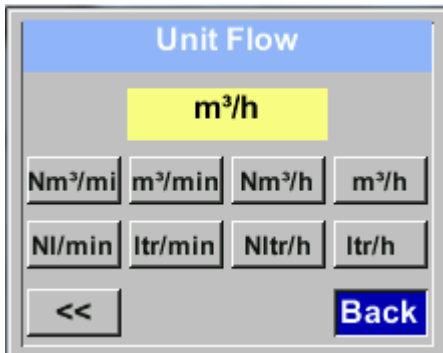 Unit Flow
m³/h
Nm³/mi m³/min Nm³/h m³/h
Nl/min ltr/min Nltr/h ltr/h
<< Back